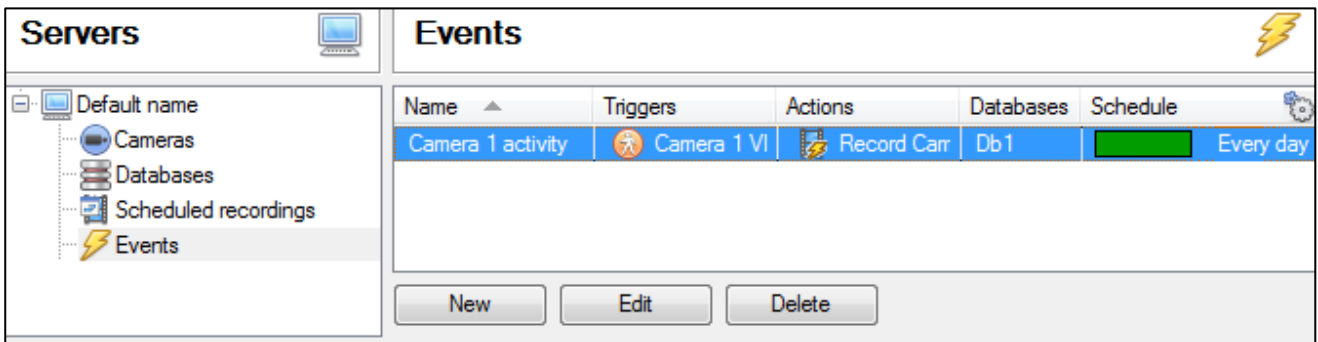 Servers
Events
Default name
Cameras
Databases
Scheduled recordings
Events
Name Triggers Actions Databases Schedule
Camera 1 activity Camera 1 VI Record Carr Db1 Every day
New Edit Delete